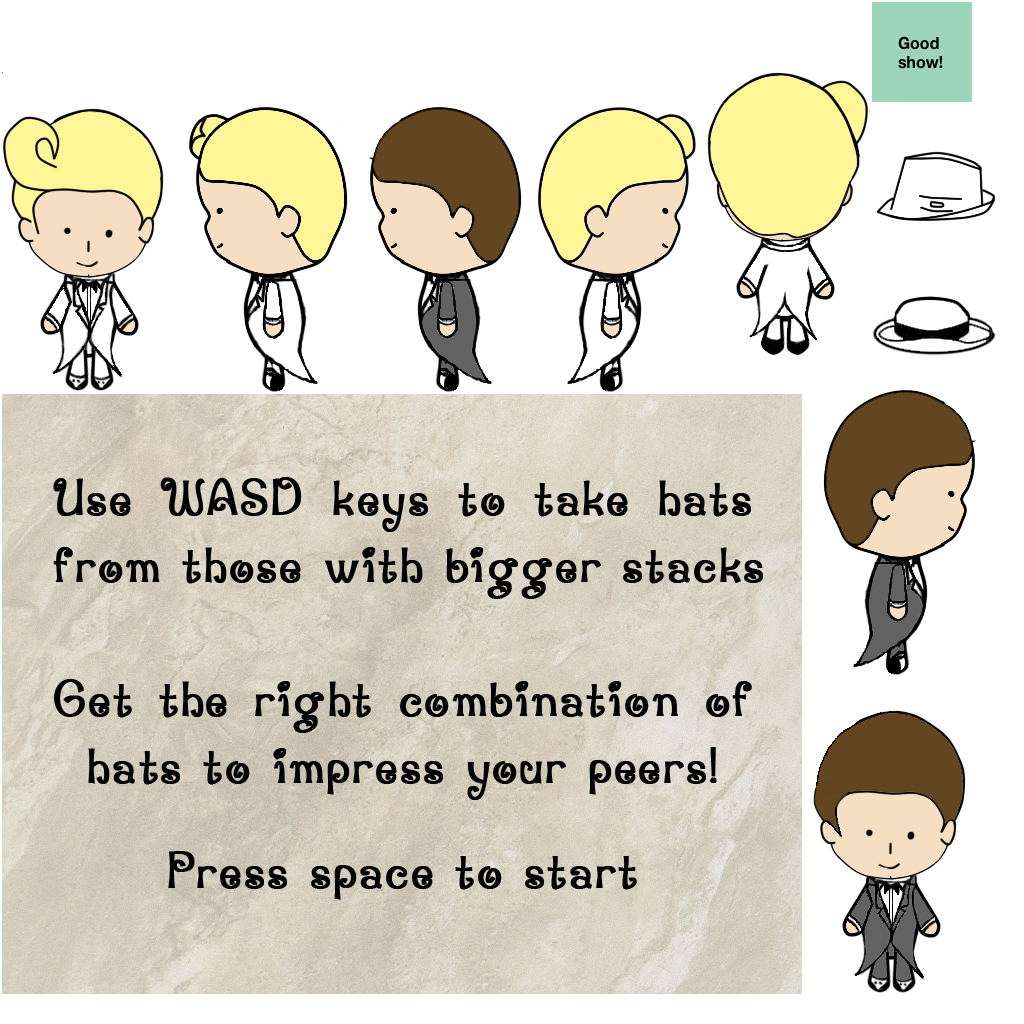 Good
show!
Use WASD keys to take hats
from those with bigger stacks
Get the right combination of
hats to impress your peers!
Press space to start